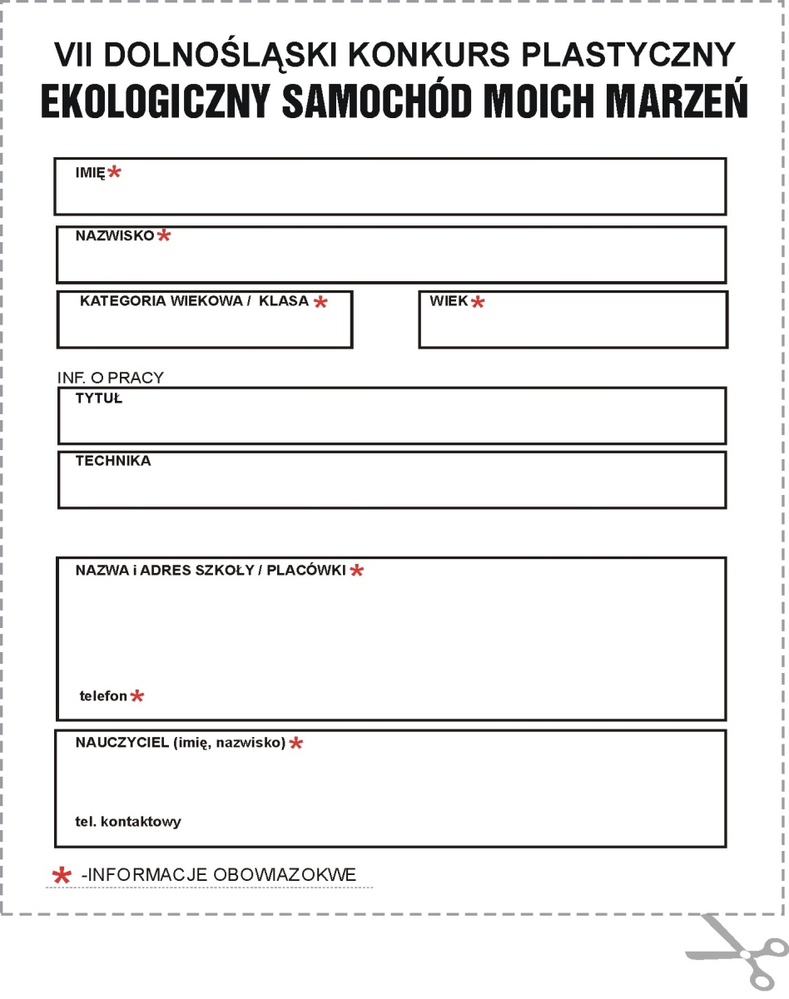 VII DOLNOŚLĄSKI KONKURS PLASTYCZNY
EKOLOGICZNY SAMOCHÓD MOICH MARZEŃ
IMIĘ*
NAZWISKO*
KATEGORIA WIEKOWA / KLASA *
WIEK*
INF. O PRACY
TYTUŁ
TECHNIKA
NAZWA i ADRES SZKOŁY / PLACÓWKI *
telefon*
NAUCZYCIEL (imię, nazwisko)*
tel. kontaktowy
* -INFORMACJE OBOWIAZOKWE